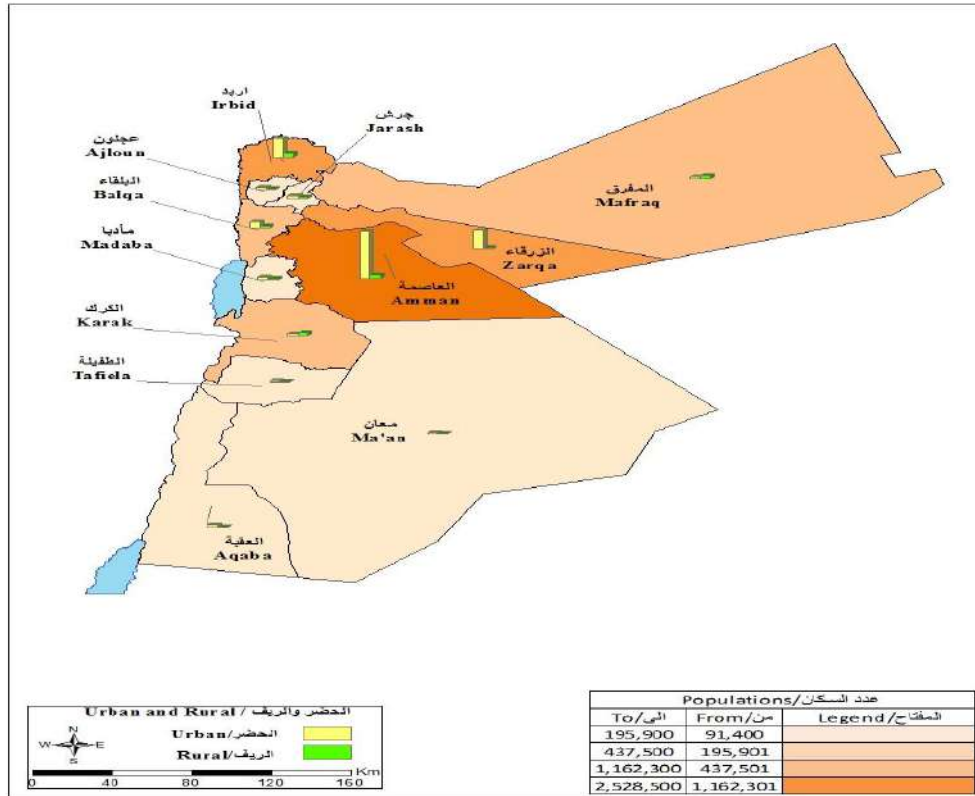 اربد
Irbid
جرش
Jarash
عجلون
Ajloun
البلقاء
Balqa
مأدبا
Madaba
المفرق
Mafraq
الزرقاء
Zarqa
العاصمة
Amman
الكرك
Karak
الطفيلة
Tafiela
معان
Ma'an
العقبة
Aqaba
Urban and Rural / الحضر والريف
Urban/الحضر
Rural/الريف
N
W E
S
Km
0 40 80 120 160
Populations/عدد السكان
To/الى From/من Legend/المفتاح
195,900 91,400
437,500 195,901
1,162,300 437,501
2,528,500 1,162,301